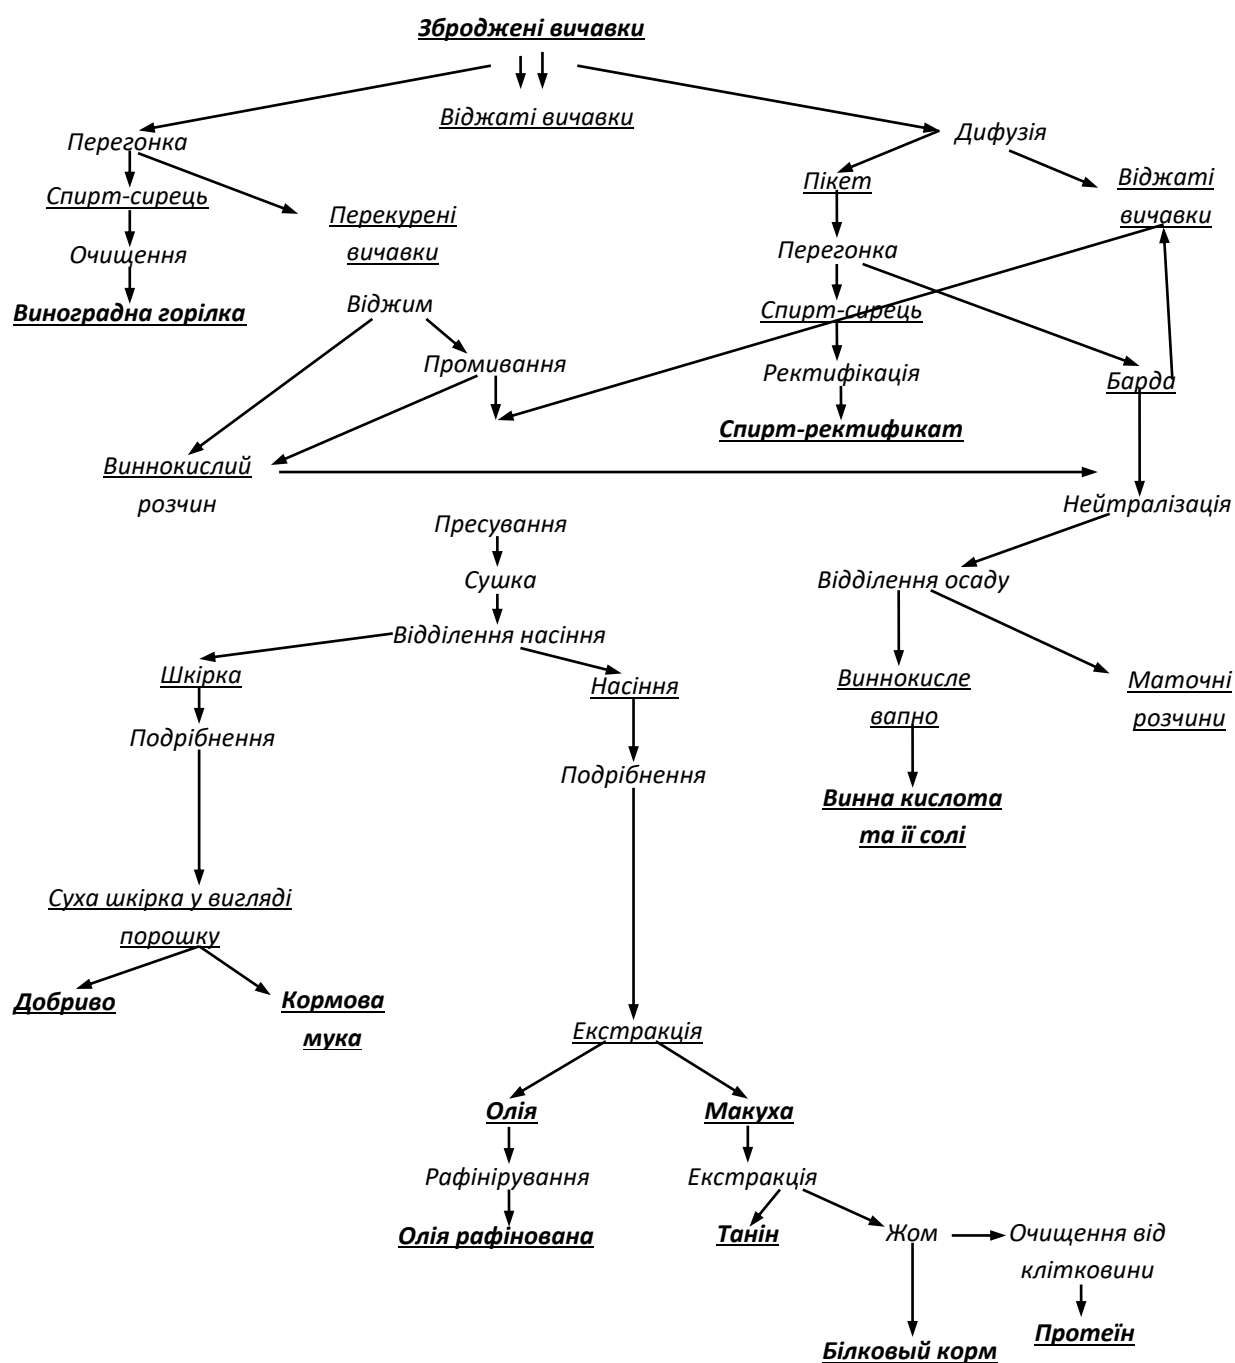 Зброджені вичавки
Віджаті вичавки
Перегонка
Дифузія
Спирт-сирець
Пікет
Віджаті
вичавки
Перекурені
вичавки
Очищення
Перегонка
Виноградна горілка
Віджим
Спирт-сирець
Промивання
Ректифікація
Барда
Спирт-ректификат
Виннокислий
розчин
Нейтралізація
Пресування
Сушка
Відділення осаду
Відділення насіння
Шкірка
Насіння
Виннокисле
вапно
Маточні
розчини
Подрібнення
Подрібнення
Винна кислота
та її солі
Суха шкірка у вигляді
порошку
Добриво
Кормова
мука
Екстракція
Олія
Макуха
Рафінірування
Екстракція
Олія рафінована
Танін
Жом
Очищення від
клітковини
Протеїн
Білковый корм